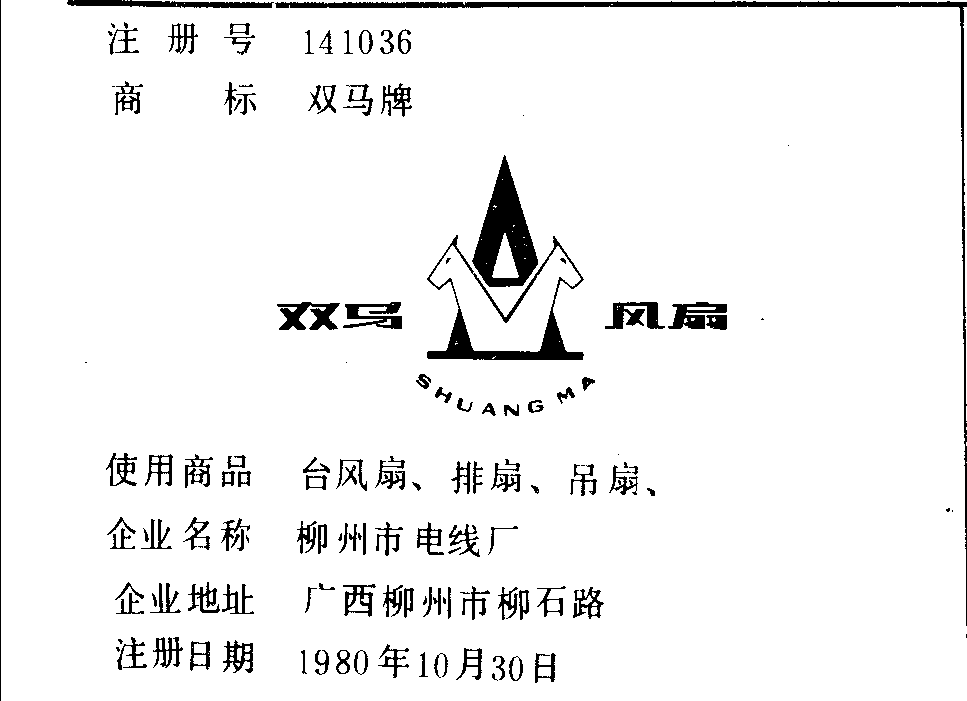 注册号 141036
商标 双马牌
双马 风扇
SHUANG MA
使用商品 台风扇、排扇、吊扇、
企业名称 柳州市电线厂
企业地址 广西柳州市柳石路
注册日期 1980年10月30日